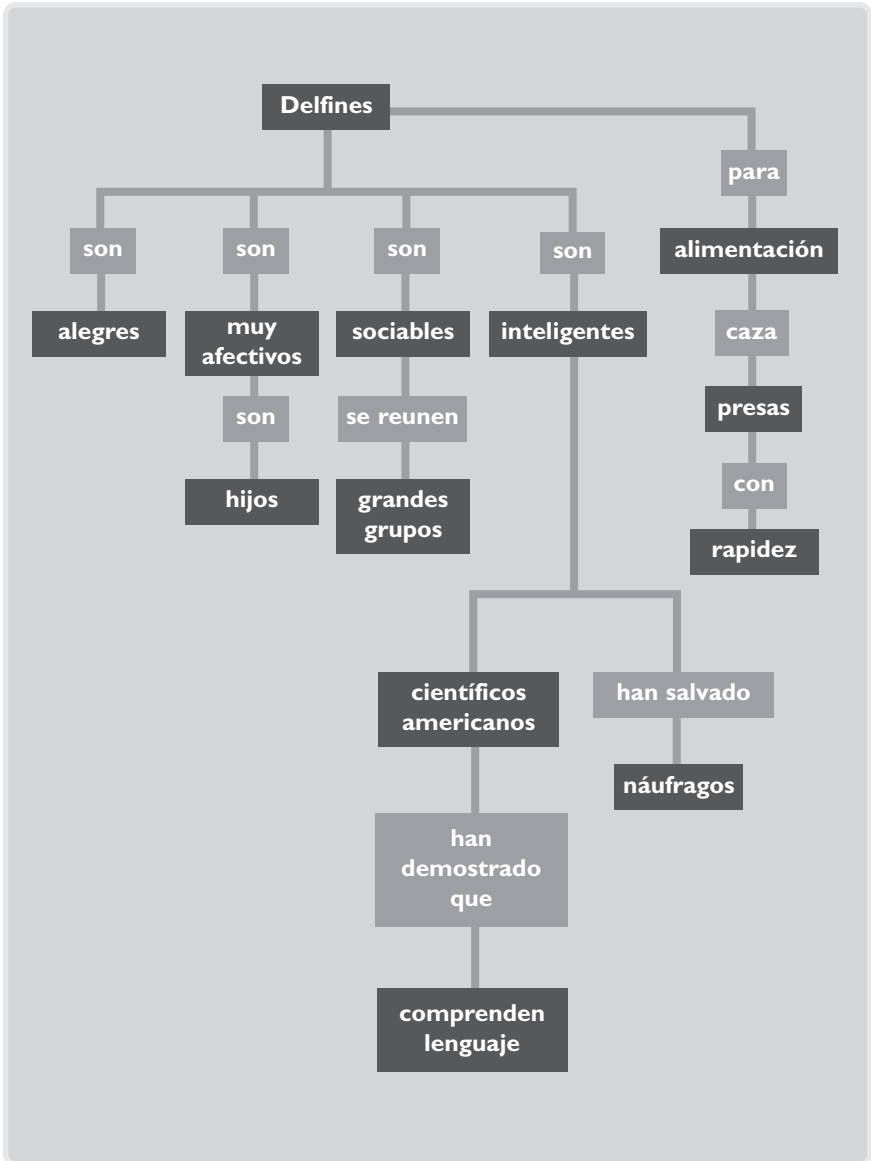 Delfines
para
son
son
son
son
alimentación
alegres
muy
afectivos
sociables
inteligentes
caza
son
se reunen
presas
hijos
grandes
grupos
con
rapidez
científicos
americanos
han salvado
náufragos
han
demostrado
que
comprenden
lenguaje